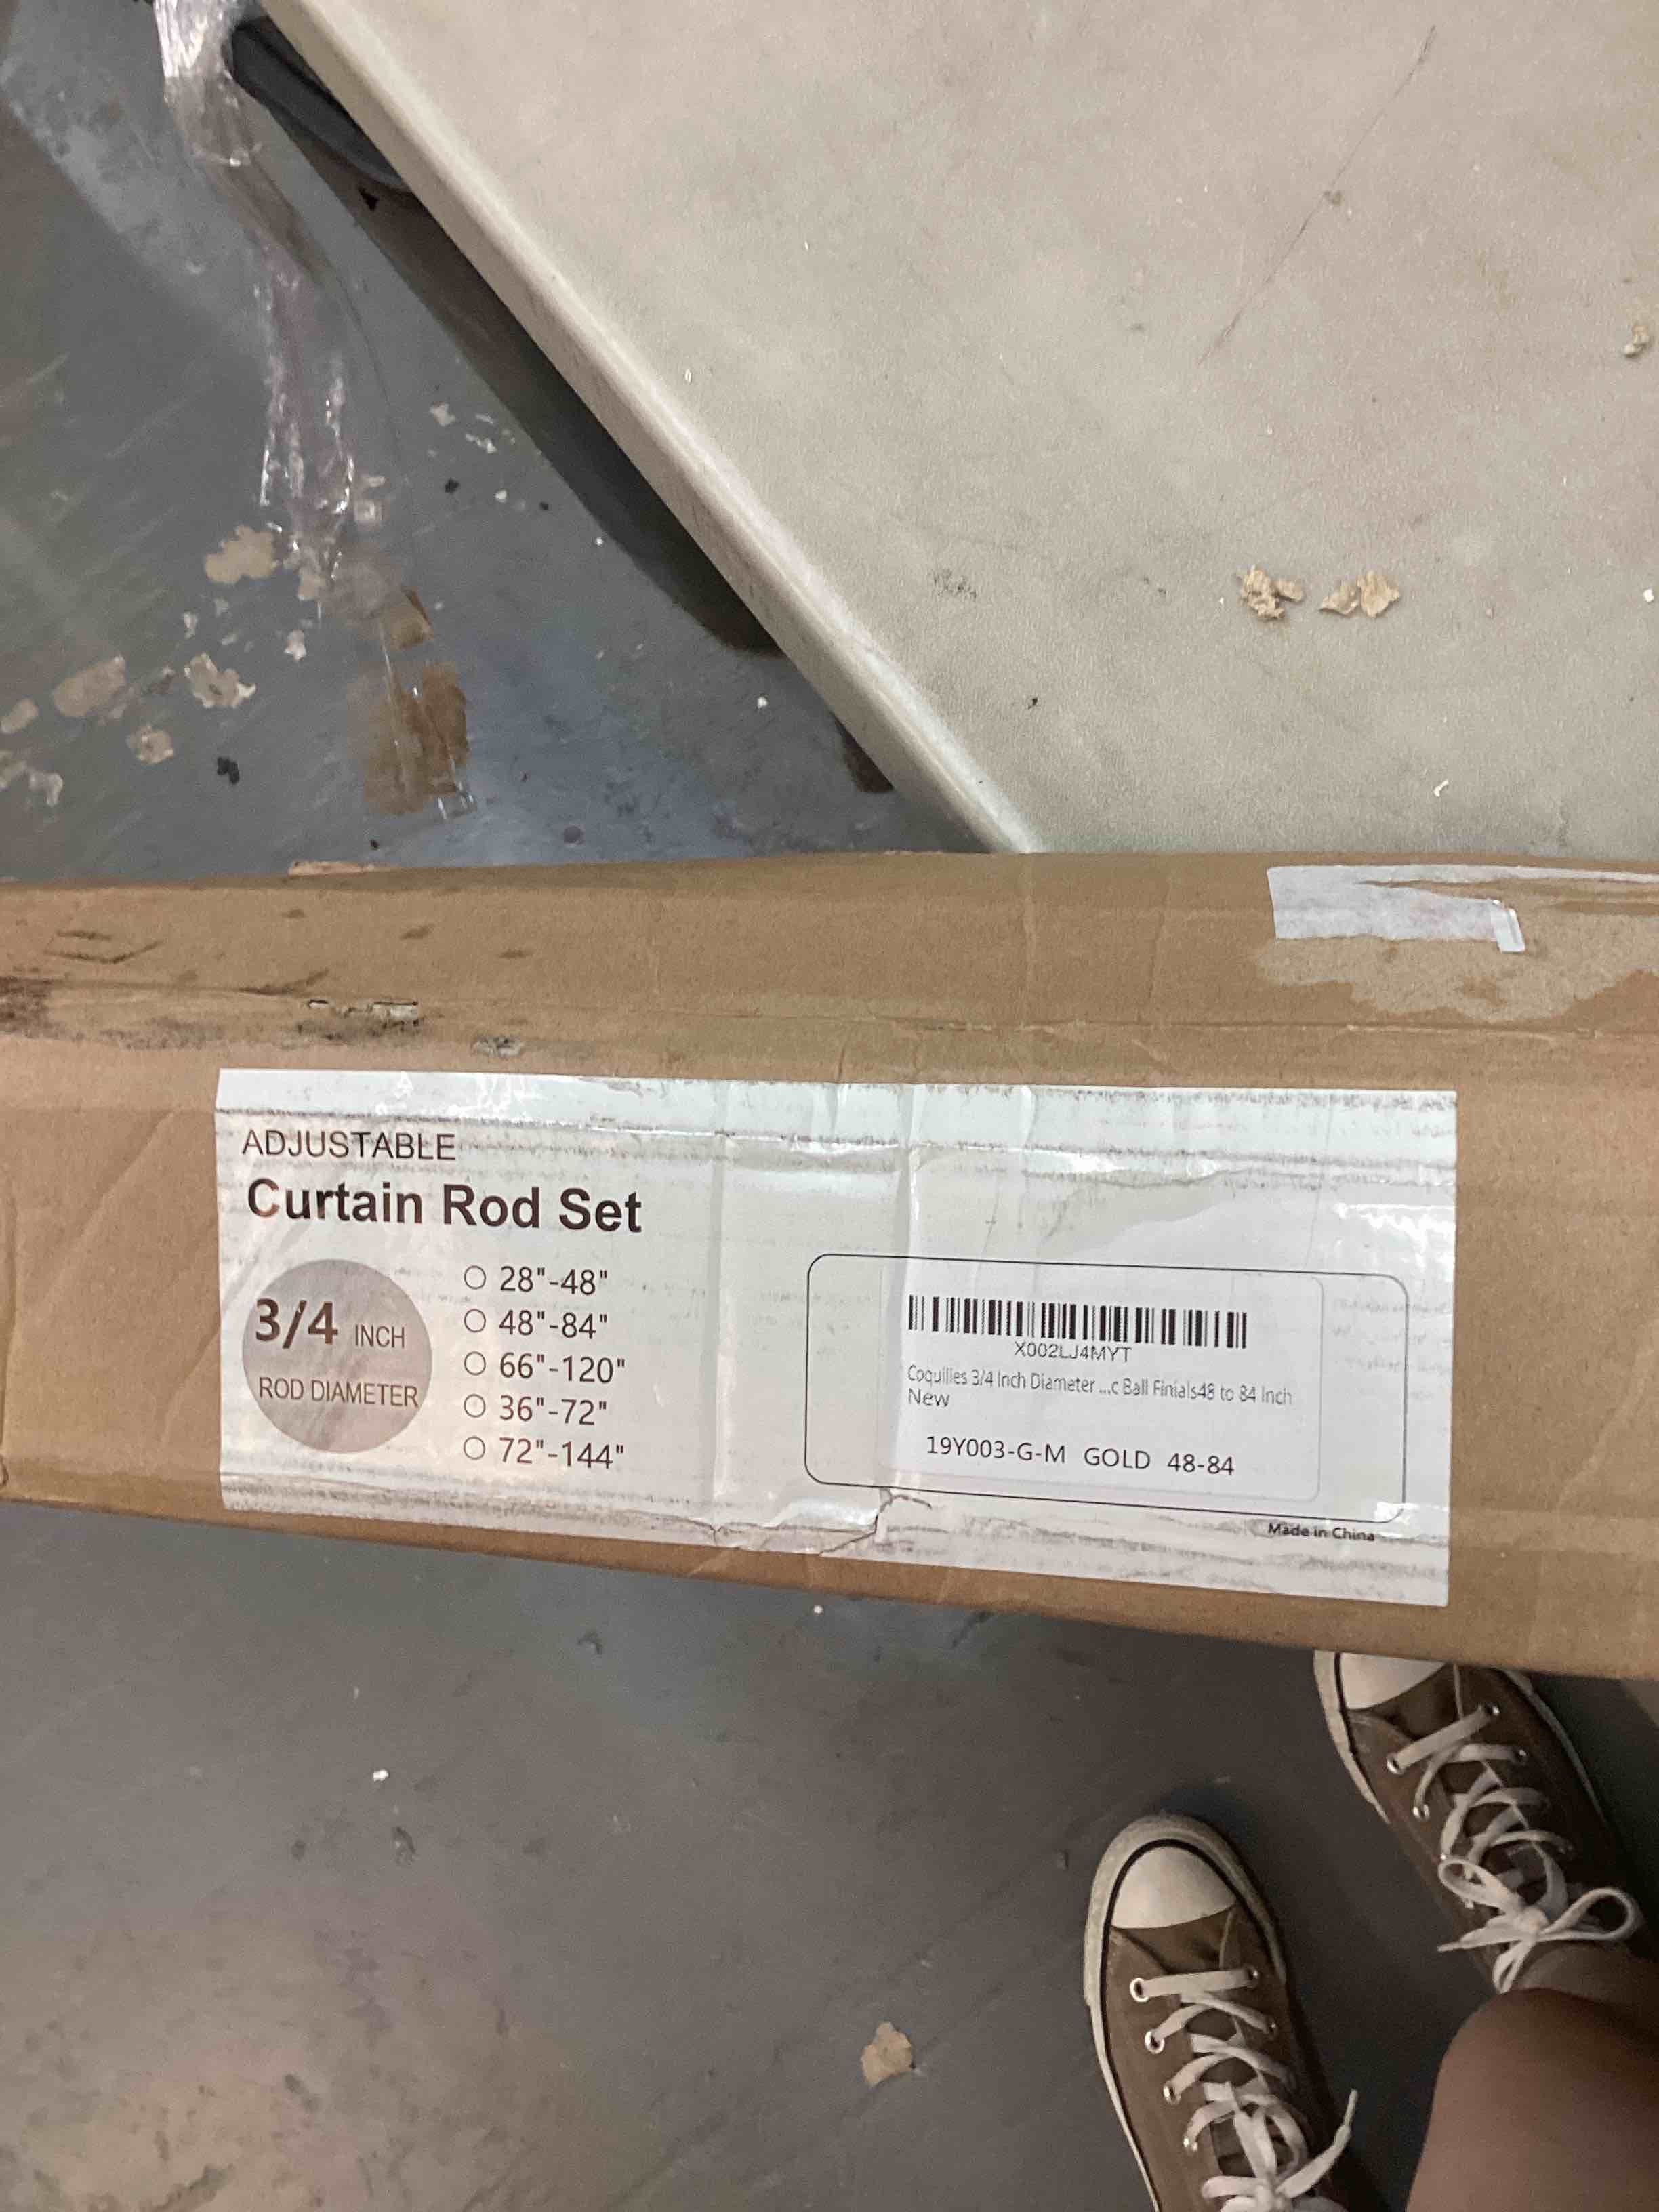 ADJUSTABLE
Curtain Rod Set
3/4 INCH
ROD DIAMETER
O 28"-48"
O 48"-84"
O 66"-120"
O 36"-72"
O 72"-144"
X002LJ4MYT
Coquilles 3/4 Inch Diameter ...c Ball Finials48 to 84 Inch
New
19Y003-G-M GOLD 48-84
Made in China